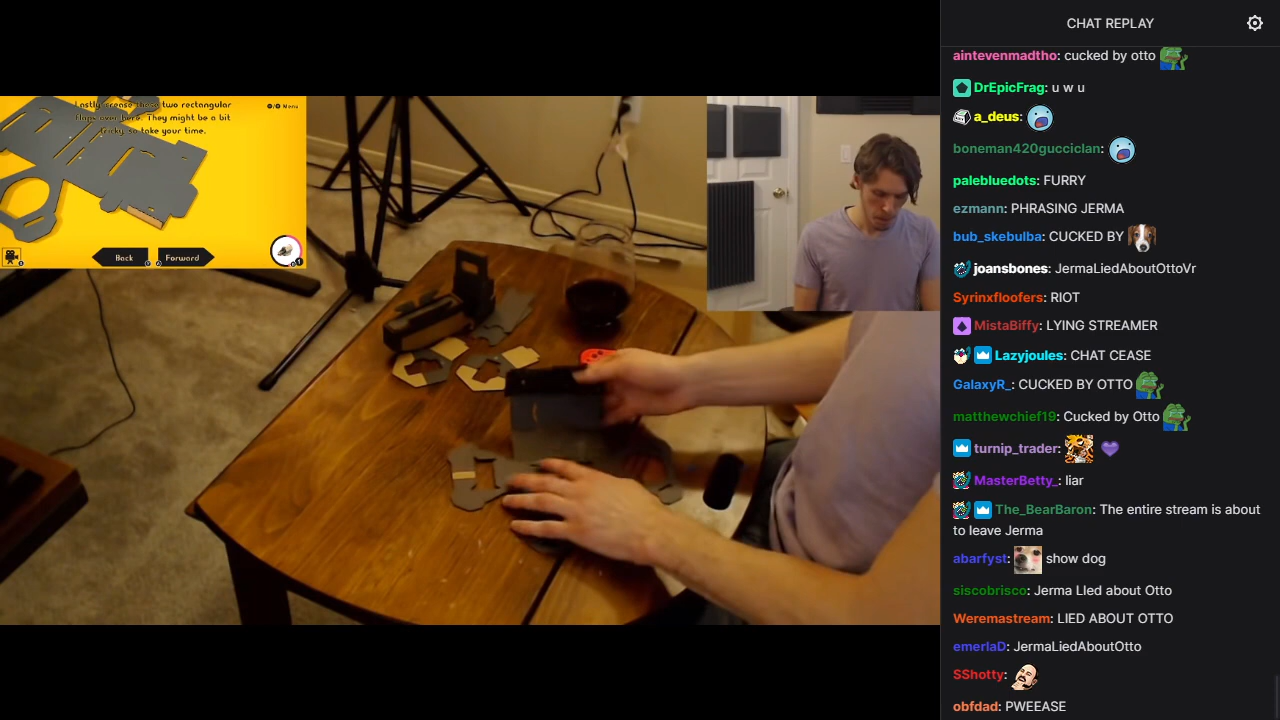 Lastly, crease these two rectangular
flaps over here. They might be a bit
tricky, so take your time.
Menu
Back
Forward
CHAT REPLAY
aintevenmadtho: cucked by otto
DrEpicFrag: u w u
a_deus:
boneman420gucciclan:
palebluedots: FURRY
ezmann: PHRASING JERMA
bub_skebulba: CUCKED BY
joansbones: JermaLiedAboutOttoVr
Syrinxfloofers: RIOT
MistaBiffy: LYING STREAMER
Lazyjoules: CHAT CEASE
GalaxyR_: CUCKED BY OTTO
matthewchief19: Cucked by Otto
turnip_trader:
MasterBetty_: liar
The_BearBaron: The entire stream is about
to leave Jerma
abarfyst: show dog
siscobrisco: Jerma LIed about Otto
Weremastream: LIED ABOUT OTTO
emerlaD: JermaLiedAboutOtto
SShotty:
obfdad: PWEEASE